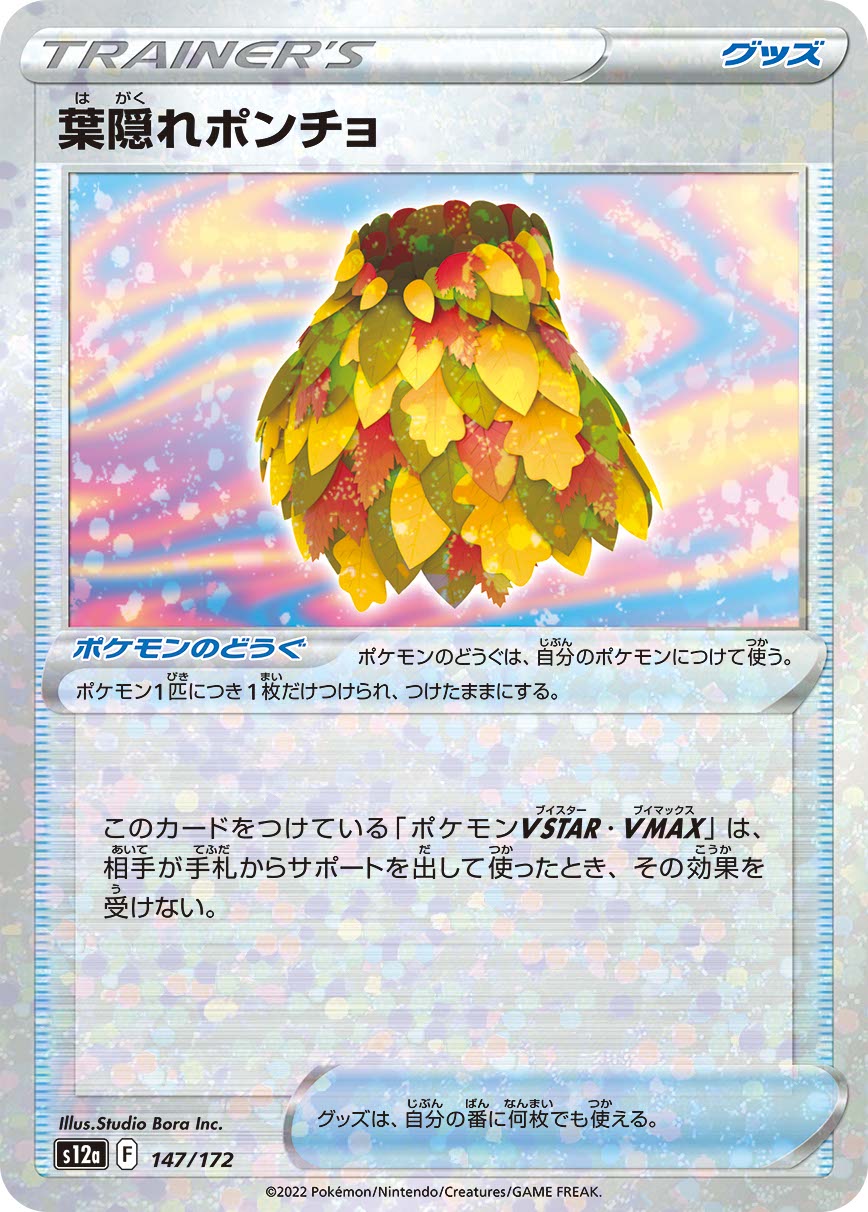 TRAINER'S
グッズ
は がく
葉隠れポンチョ
ポケモンのどうぐ
じぶん つか
ポケモンのどうぐは、自分のポケモンにつけて使う。
びき まい
ポケモン1匹につき1枚だけつけられ、つけたままにする。
ブイスター ブイマックス
このカードをつけている「ポケモンVSTAR・VMAX」は、
あいて てふだ だ つか こうか
相手が手札からサポートを出して使ったとき、その効果を
う
受けない。
じぶん ばん なんまい つか
グッズは、自分の番に何枚でも使える。
Illus.Studio Bora Inc.
s12a F 147/172
©2022 Pokémon/Nintendo/Creatures/GAME FREAK.